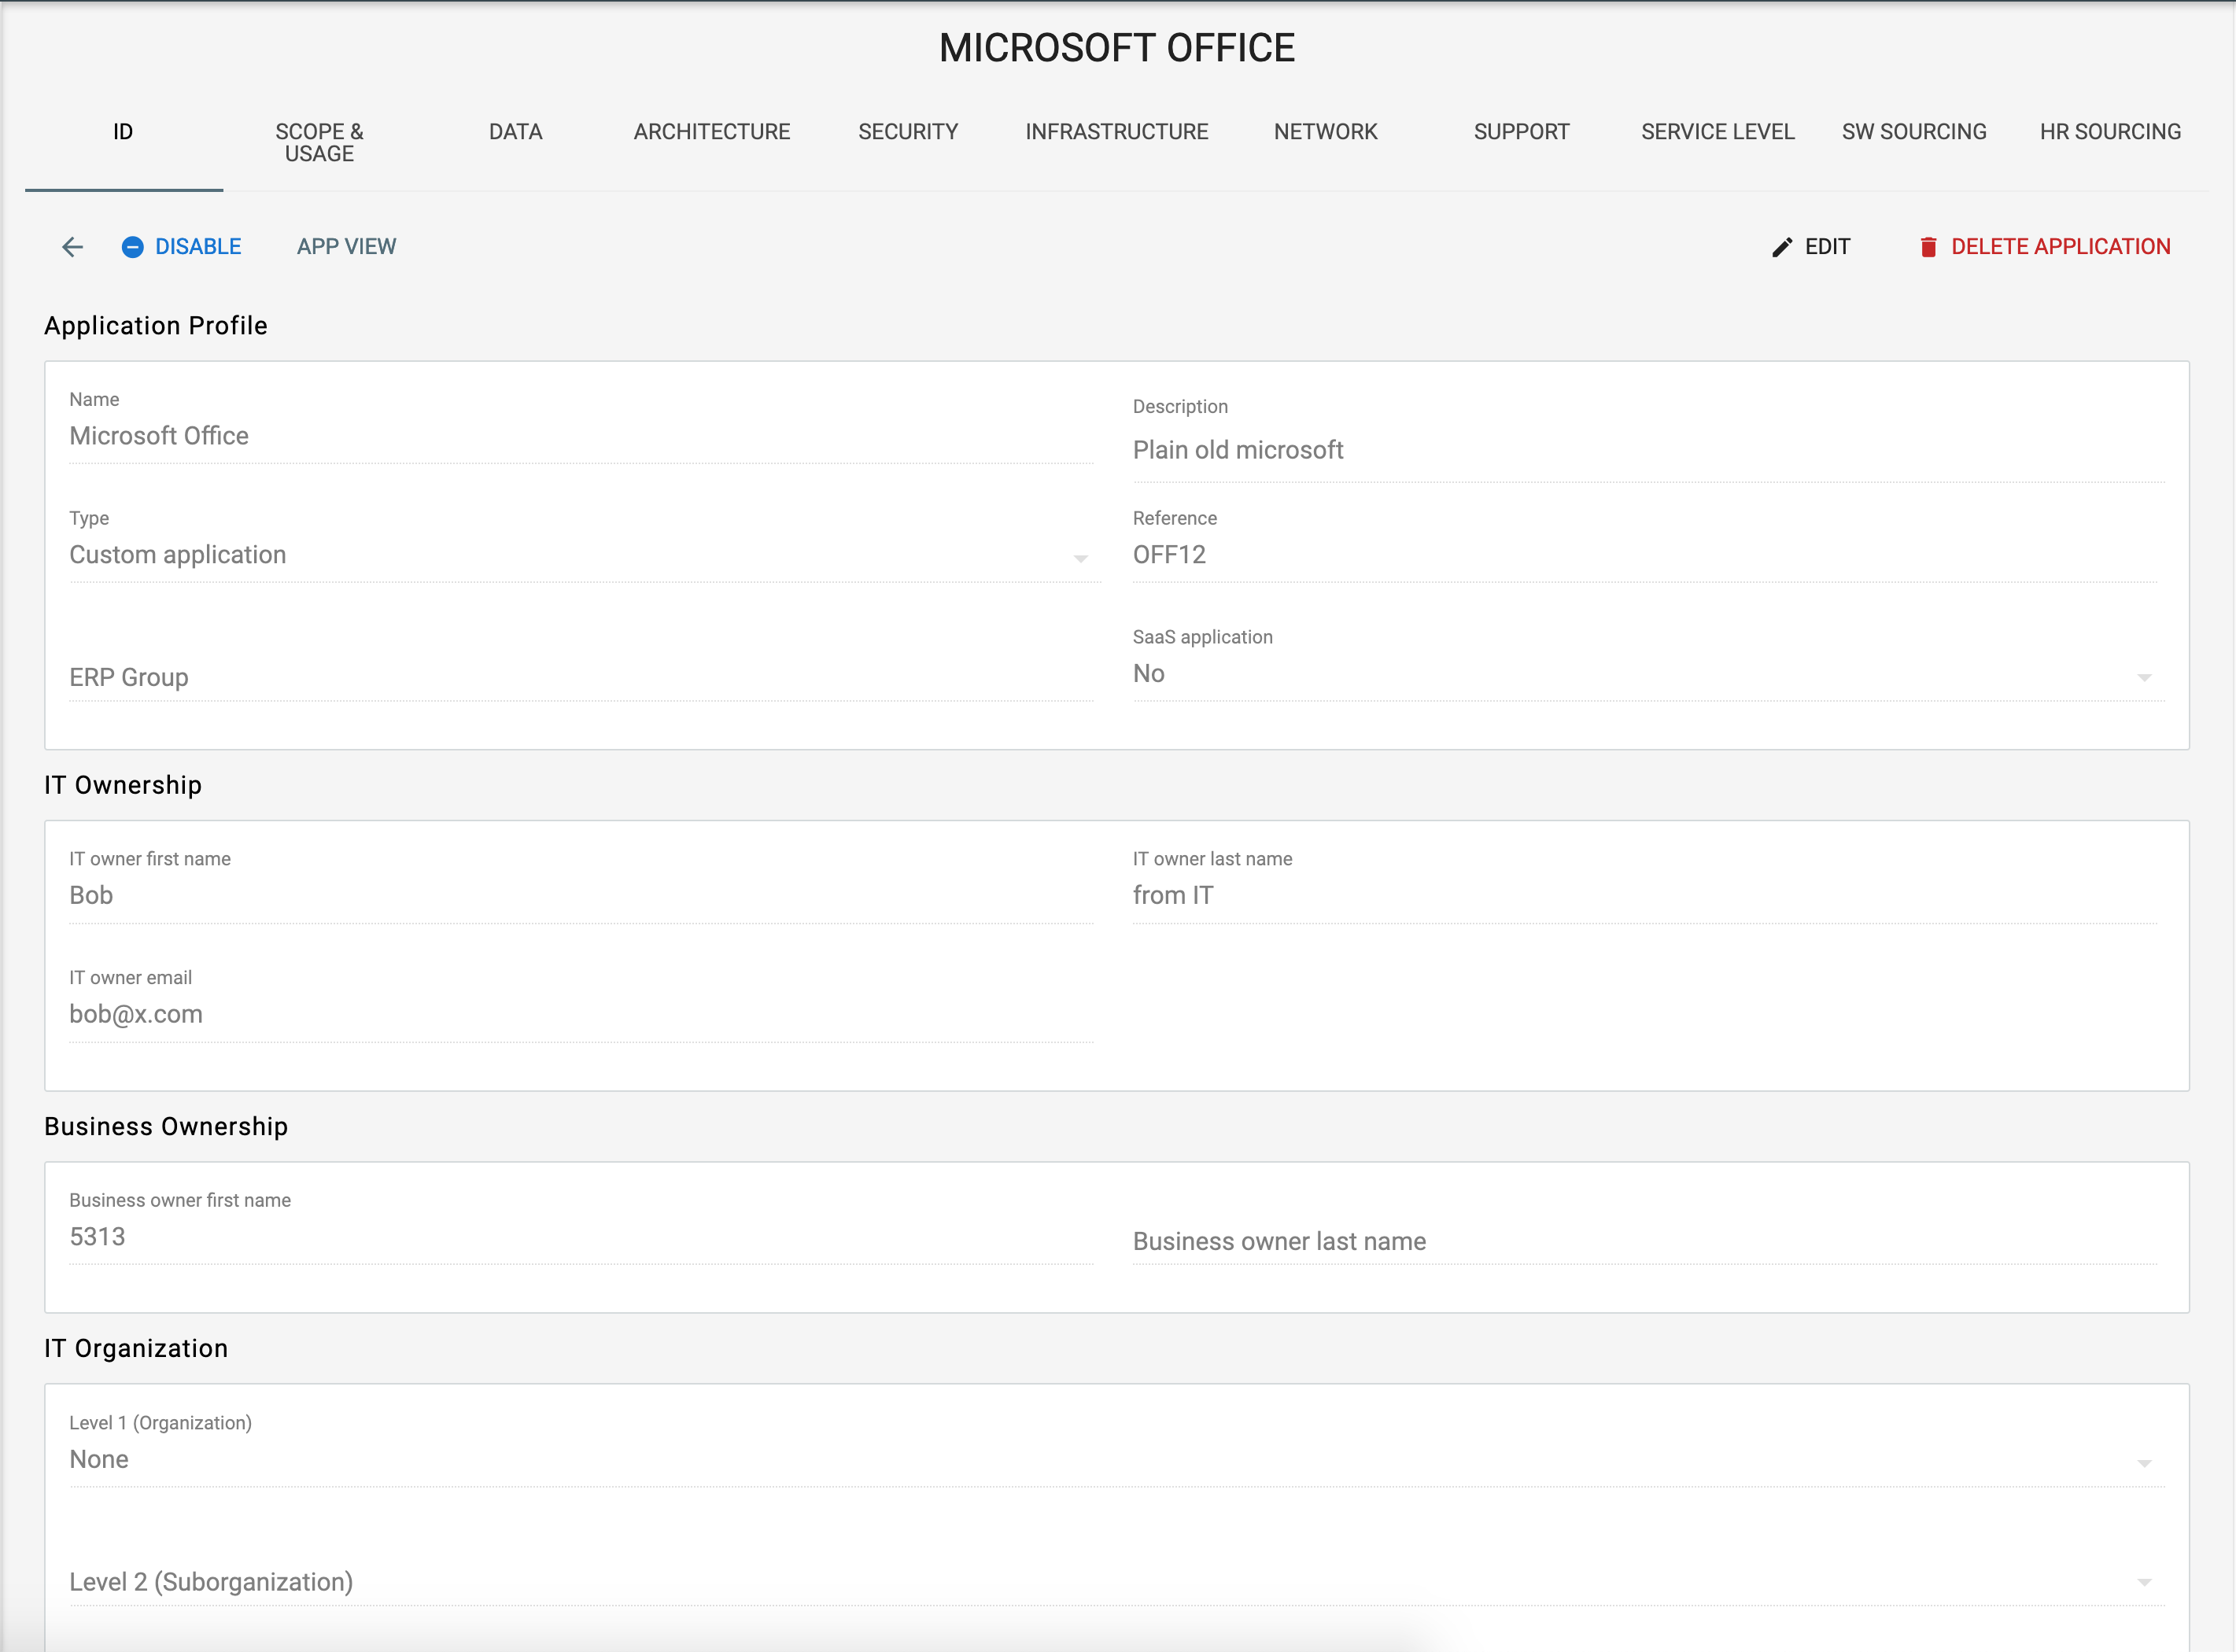 MICROSOFT OFFICE
ID
SCOPE &
USAGE
DATA
ARCHITECTURE
SECURITY
INFRASTRUCTURE
NETWORK
SUPPORT
SERVICE LEVEL
SW SOURCING
HR SOURCING
DISABLE
APP VIEW
EDIT
DELETE APPLICATION
Application Profile
Name
Microsoft Office
Description
Plain old microsoft
Type
Custom application
Reference
OFF12
ERP Group
SaaS application
No
IT Ownership
IT owner first name
Bob
IT owner last name
from IT
IT owner email
bob@x.com
Business Ownership
Business owner first name
5313
Business owner last name
IT Organization
Level 1 (Organization)
None
Level 2 (Suborganization)